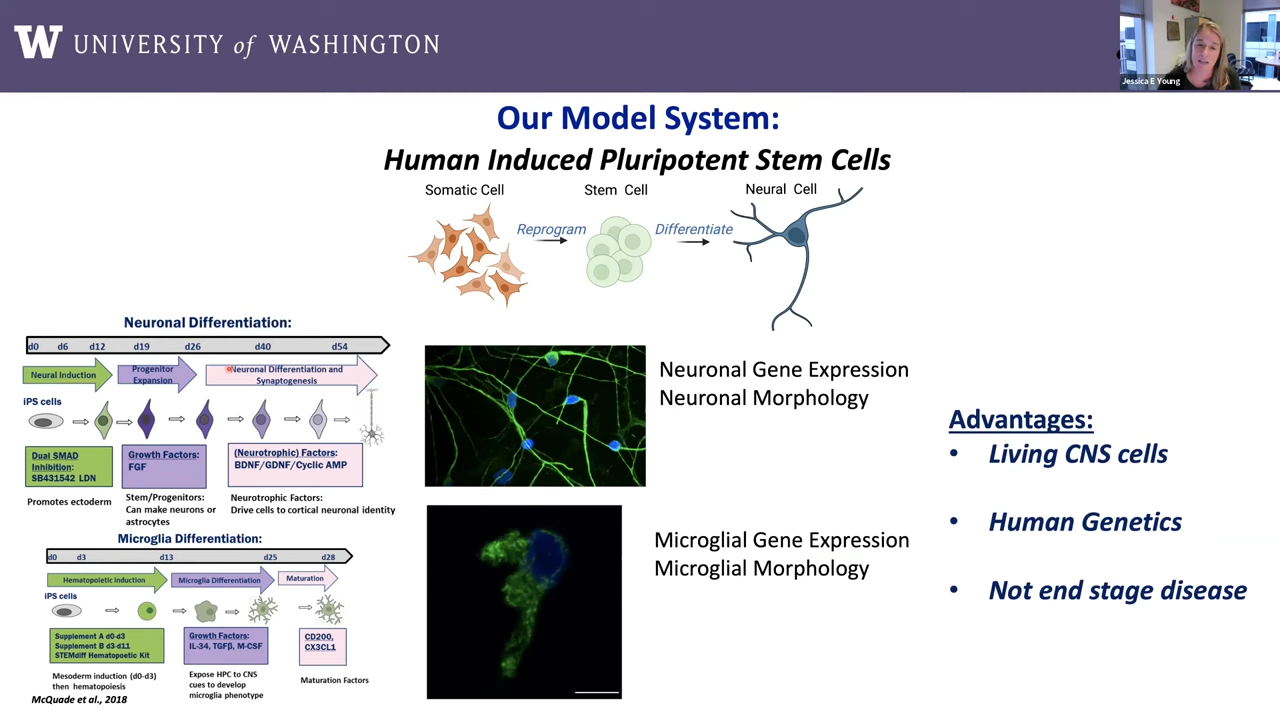 W UNIVERSITY of WASHINGTON
Jessica E Young
Our Model System:
Human Induced Pluripotent Stem Cells
Somatic Cell
Stem Cell
Neural Cell
Reprogram
Differentiate
Neuronal Differentiation:
d0 d6 d12 d19 d26 d40 d54
Neural Induction
Progenitor
Expansion
Neuronal Differentiation and
Synaptogenesis
iPS cells
Dual SMAD
Inhibition:
SB431542 LDN
Growth Factors:
FGF
(Neurotrophic) Factors:
BDNF/GDNF/Cyclic AMP
Promotes ectoderm
Stem/Progenitors:
Can make neurons or
astrocytes
Neurotrophic Factors:
Drive cells to cortical neuronal identity
Microglia Differentiation:
d0 d3 d13 d25 d28
Hematopoietic induction
Microglia Differentiation
Maturation
iPS cells
Supplement A d0-d3
Supplement B d3-d11
STEMdiff Hematopoetic Kit
Growth Factors:
IL-34, TGFβ, M-CSF
CD200,
CX3CL1
Mesoderm induction (d0-d3)
then hematopoiesis
Expose HPC to CNS
cues to develop
microglia phenotype
Maturation Factors
McQuade et al., 2018
Neuronal Gene Expression
Neuronal Morphology
Microglial Gene Expression
Microglial Morphology
Advantages:
• Living CNS cells
• Human Genetics
• Not end stage disease